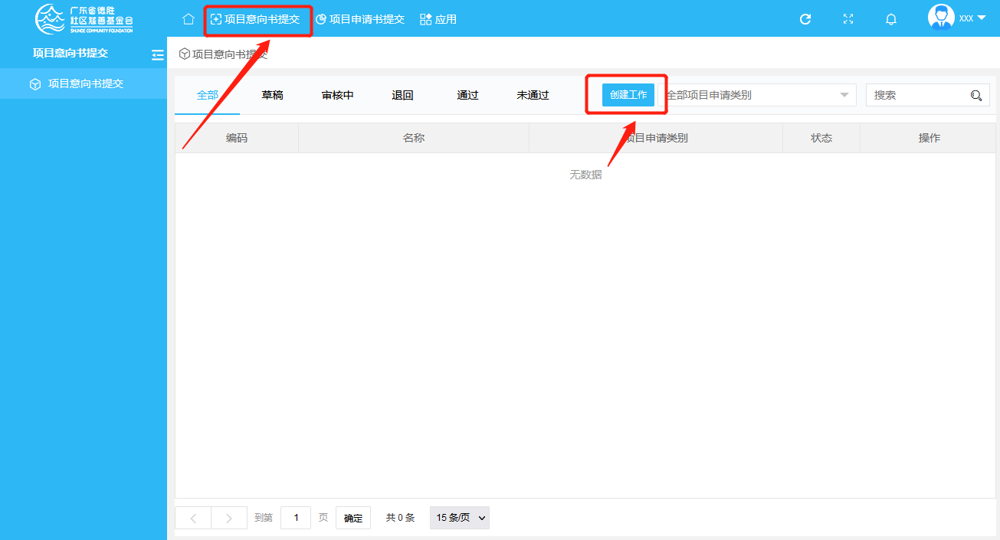 广东省德胜
社区慈善基金会
SHUNDE COMMUNITY FOUNDATION
项目意向书提交
项目申请书提交
应用
xxx
项目意向书提交
项目意向书提交
项目意向书提交
全部
草稿
审核中
退回
通过
未通过
创建工作
全部项目申请类别
搜索
编码
名称
项目申请类别
状态
操作
无数据
到第
1
页
确定
共 0 条
15 条/页